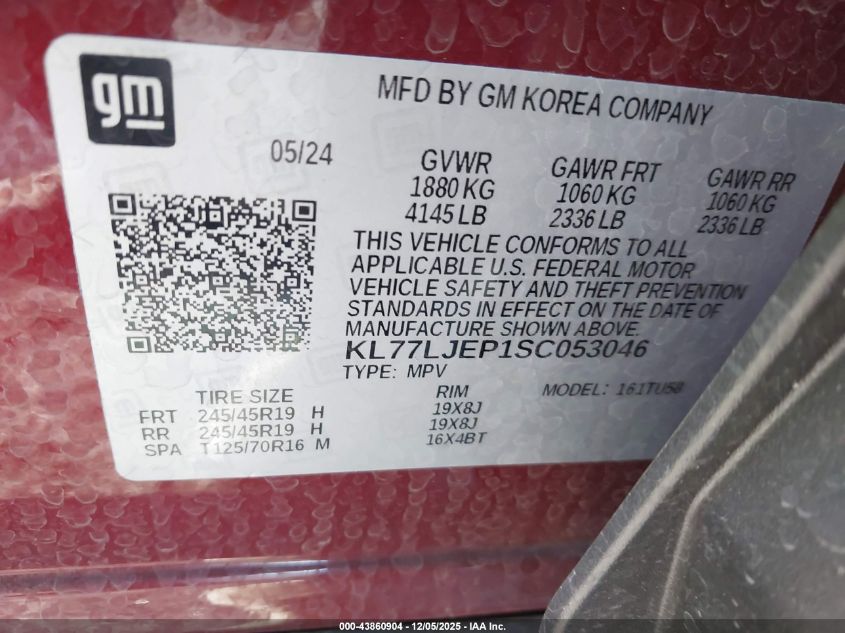 gm
MFD BY GM KOREA COMPANY
05/24
GVWR GAWR FRT GAWR RR
1880 KG 1060 KG 1060 KG
4145 LB 2336 LB 2336 LB
THIS VEHICLE CONFORMS TO ALL
APPLICABLE U.S. FEDERAL MOTOR
VEHICLE SAFETY AND THEFT PREVENTION
STANDARDS IN EFFECT ON THE DATE OF
MANUFACTURE SHOWN ABOVE.
KL77LJEP1SC053046
TYPE: MPV
TIRE SIZE RIM MODEL: 161TU58
FRT 245/45R19 H 19X8J
RR 245/45R19 H 19X8J
SPA T125/70R16 M 16X4BT
000-43860904 - 12/05/2025 - IAA Inc.